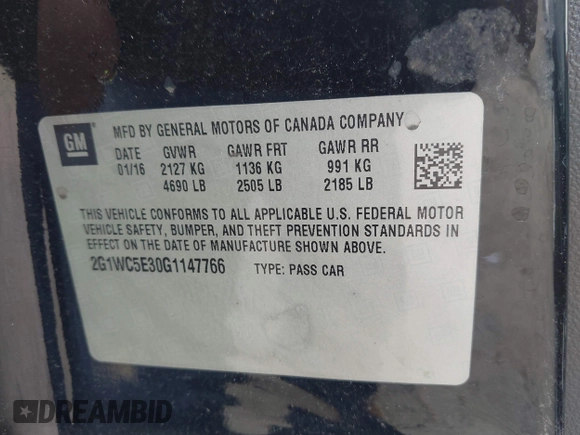 GM
MFD BY GENERAL MOTORS OF CANADA COMPANY
DATE GVWR GAWR FRT GAWR RR
01/16 2127 KG 1136 KG 991 KG
4690 LB 2505 LB 2185 LB
THIS VEHICLE CONFORMS TO ALL APPLICABLE U.S. FEDERAL MOTOR
VEHICLE SAFETY, BUMPER, AND THEFT PREVENTION STANDARDS IN
EFFECT ON THE DATE OF MANUFACTURE SHOWN ABOVE.
2G1WC5E30G1147766 TYPE: PASS CAR
DREAMBID